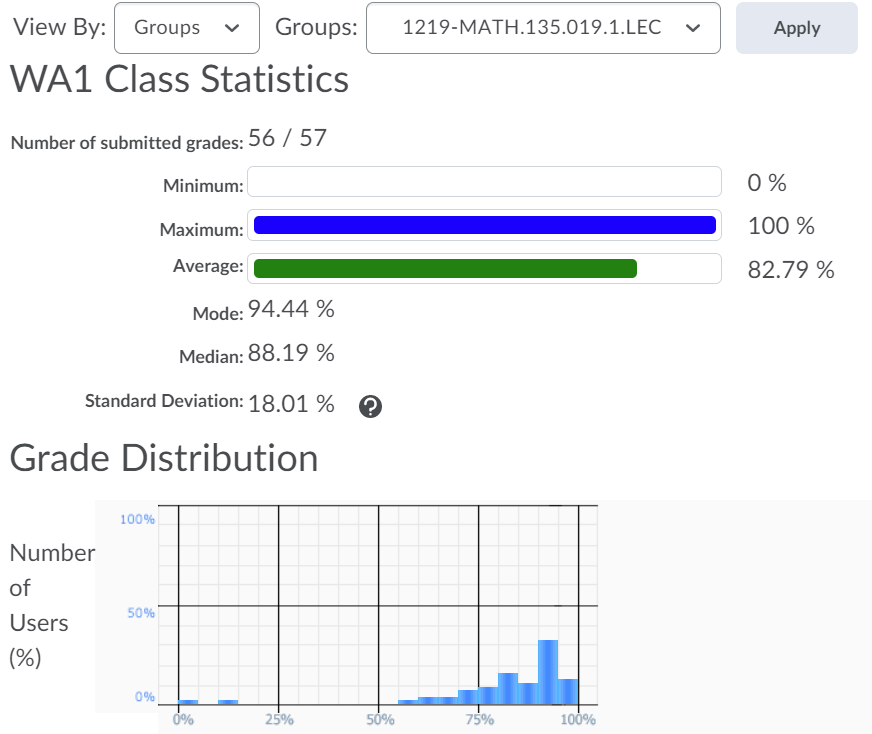 View By: Groups Groups: 1219-MATH.135.019.1.LEC Apply
WA1 Class Statistics
Number of submitted grades: 56 / 57
Minimum: 0 %
Maximum: 100 %
Average: 82.79 %
Mode: 94.44 %
Median: 88.19 %
Standard Deviation: 18.01 % ?
Grade Distribution
Number
of
Users
(%)
100%
50%
0%
0% 25% 50% 75% 100%